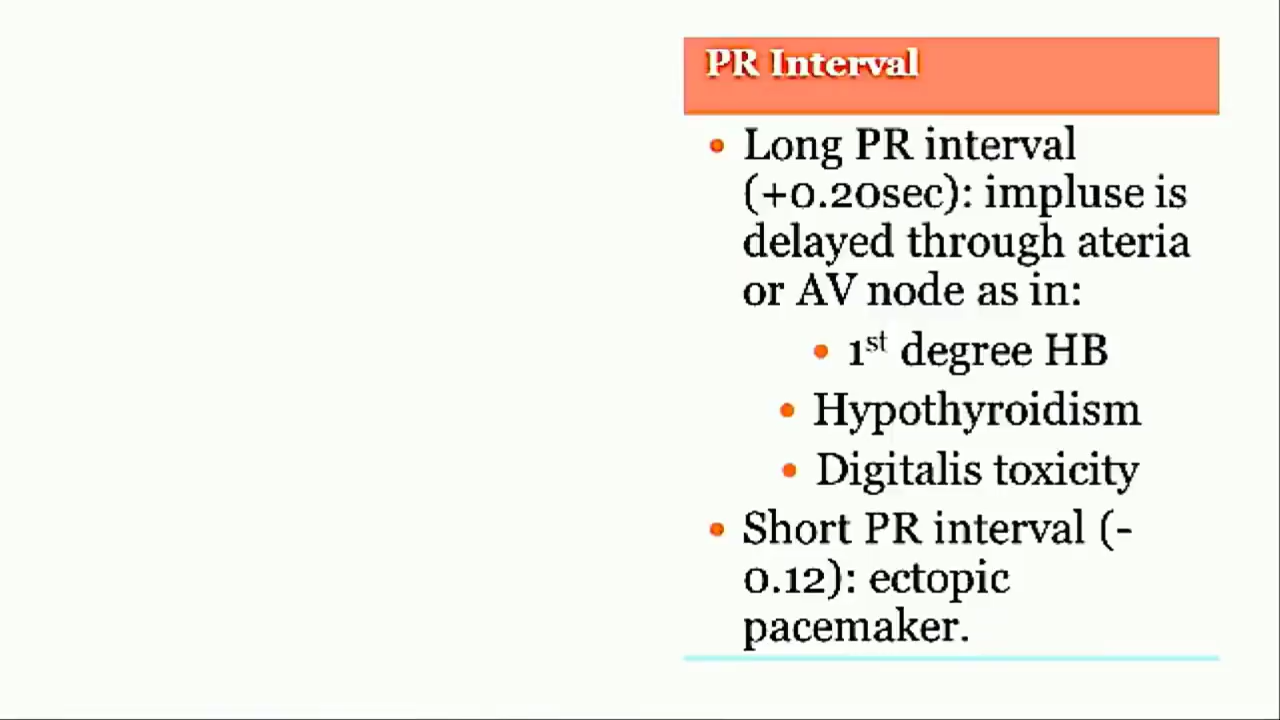 PR Interval
• Long PR interval
(+0.20sec): impluse is
delayed through ateria
or AV node as in:
• 1st degree HB
• Hypothyroidism
• Digitalis toxicity
• Short PR interval (-
0.12): ectopic
pacemaker.